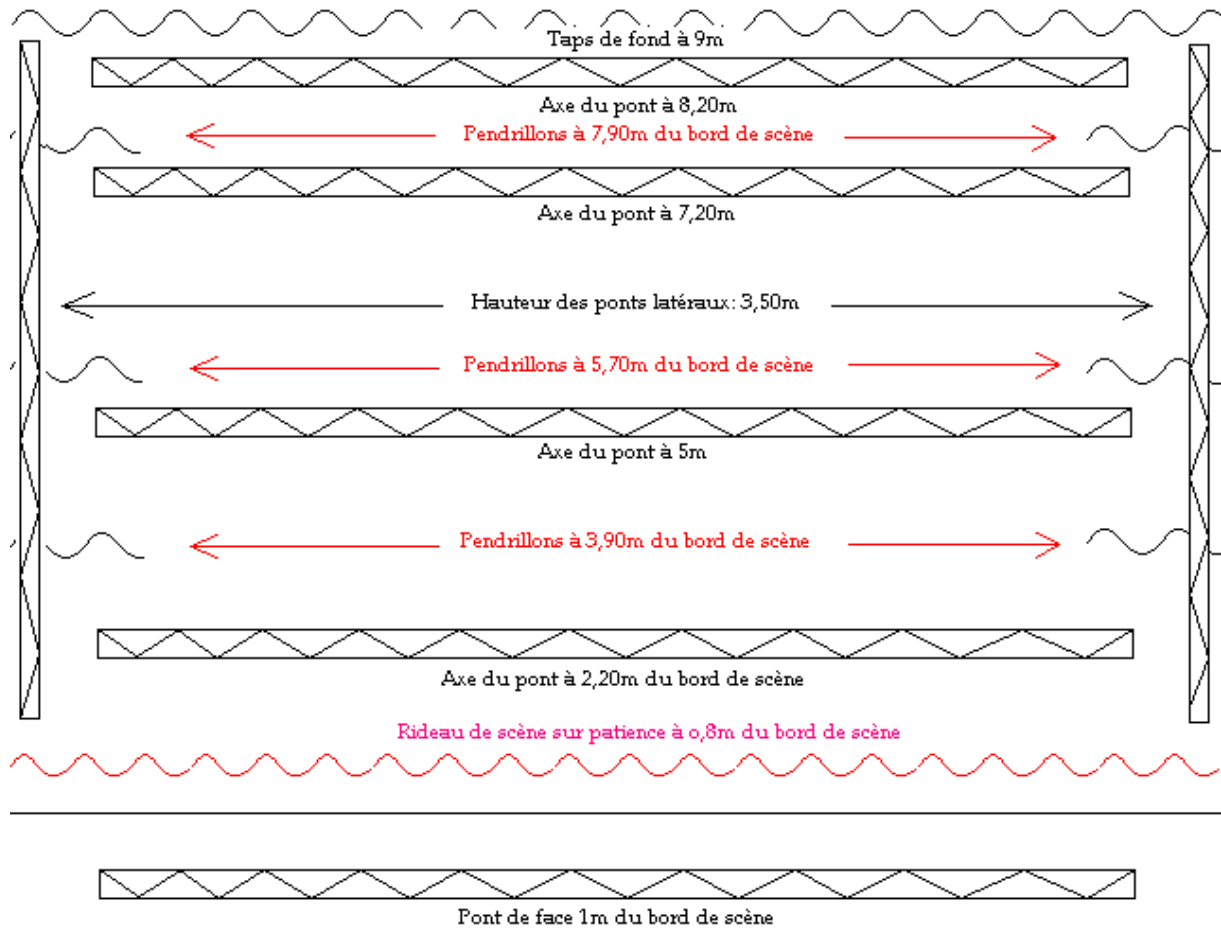 Taps de fond à 9m
Axe du pont à 8,20m
Pendrillons à 7,90m du bord de scène
Axe du pont à 7,20m
Hauteur des ponts latéraux: 3,50m
Pendrillons à 5,70m du bord de scène
Axe du pont à 5m
Pendrillons à 3,90m du bord de scène
Axe du pont à 2,20m du bord de scène
Rideau de scène sur patience à 0,8m du bord de scène
Pont de face 1m du bord de scène